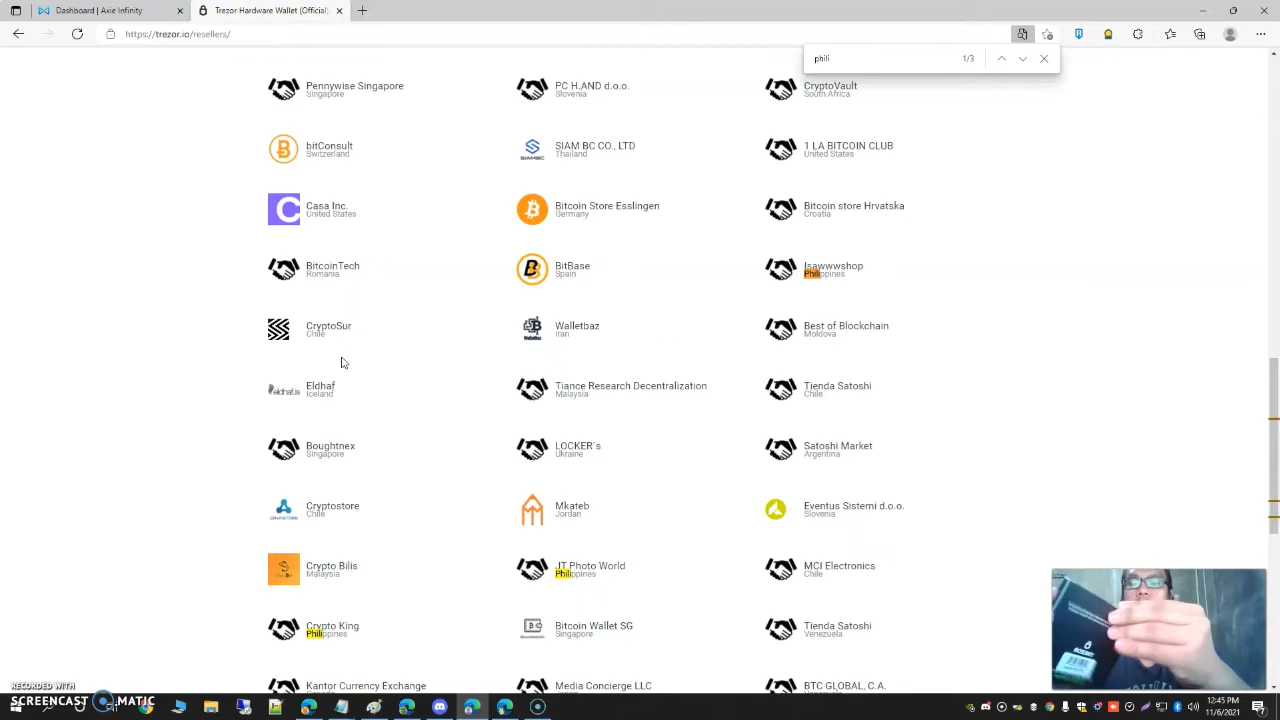 Dashboard | Axie Infinity
Trezor Hardware Wallet (Official)
https://trezor.io/resellers/
phili
1/3
Pennywise Singapore
Singapore
PC H.AND d.o.o.
Slovenia
CryptoVault
South Africa
bitConsult
Switzerland
SIAMBC
SIAM BC CO., LTD
Thailand
1 LA BITCOIN CLUB
United States
Casa Inc.
United States
Bitcoin Store Esslingen
Germany
Bitcoin store Hrvatska
Croatia
BitcoinTech
Romania
BitBase
Spain
Isawwwshop
Philippines
CryptoSur
Chile
Walletbaz
Iran
Best of Blockchain
Moldova
eldhaf.is
Eldhaf
Iceland
Tiance Research Decentralization
Malaysia
Tienda Satoshi
Chile
Boughtnex
Singapore
LOCKER`s
Ukraine
Satoshi Market
Argentina
Cryptostore
Chile
Mkateb
Jordan
Eventus Sistemi d.o.o.
Slovenia
Crypto Bilis
Malaysia
JT Photo World
Philippines
MCI Electronics
Chile
Crypto King
Philippines
Bitcoin Wallet SG
Singapore
Tienda Satoshi
Venezuela
Kantor Currency Exchange
Media Concierge LLC
BTC GLOBAL, C.A.
RECORDED WITH
SCREENCAST MATIC
12:45 PM
11/6/2021